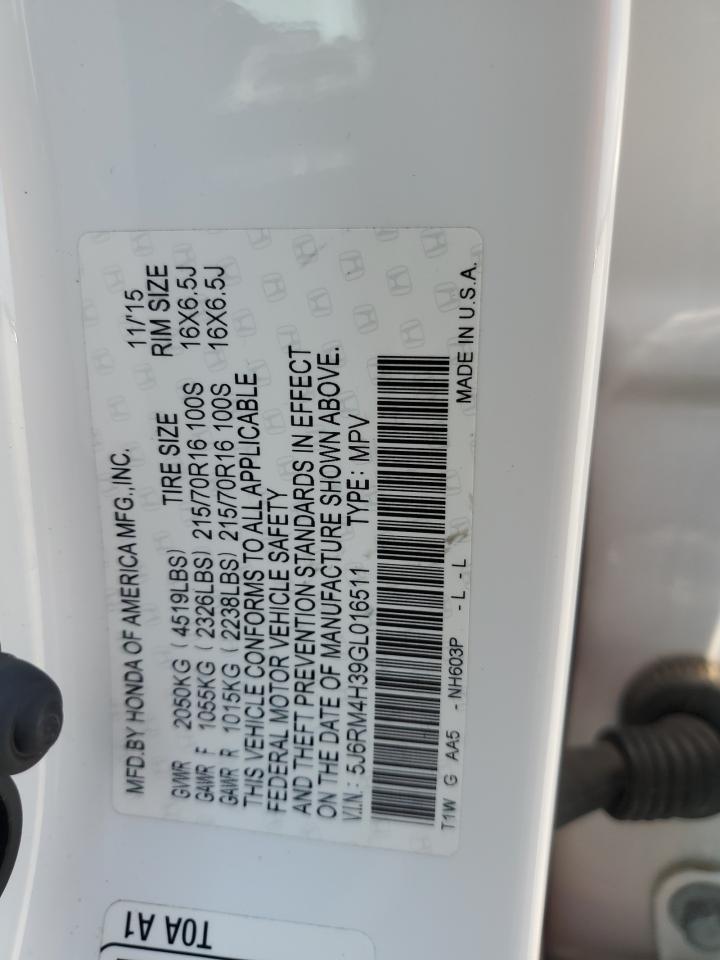 MFD.BY HONDA OF AMERICA MFG.,INC. 11/'15
GVWR 2050KG (4519LBS) TIRE SIZE RIM SIZE
GAWR F 1055KG (2326LBS) 215/70R16 100S 16X6.5J
GAWR R 1015KG (2238LBS) 215/70R16 100S 16X6.5J
THIS VEHICLE CONFORMS TO ALL APPLICABLE
FEDERAL MOTOR VEHICLE SAFETY
AND THEFT PREVENTION STANDARDS IN EFFECT
ON THE DATE OF MANUFACTURE SHOWN ABOVE.
V.I.N.: 5J6RM4H39GL016511 TYPE: MPV
T1W G AA5 - NH603P - L - L MADE IN U.S.A.
T0A A1